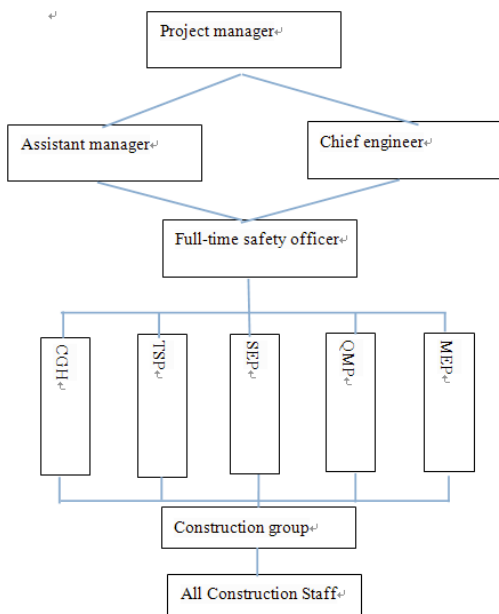 Project manager
Assistant manager
Chief engineer
Full-time safety officer
CGH
TSP
SEP
QMP
MEP
Construction group
All Construction Staff